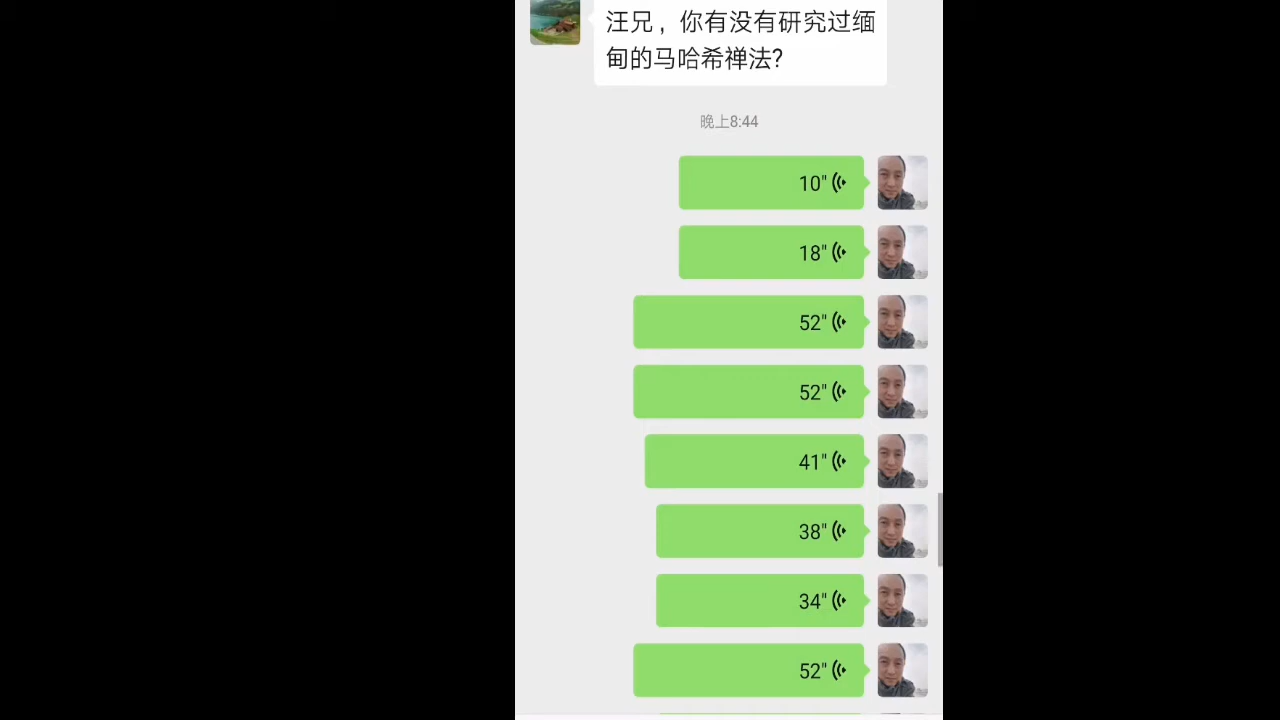 汪兄，你有没有研究过缅
甸的马哈希禅法?
晚上8:44
10"
18"
52"
52"
41"
38"
34"
52"